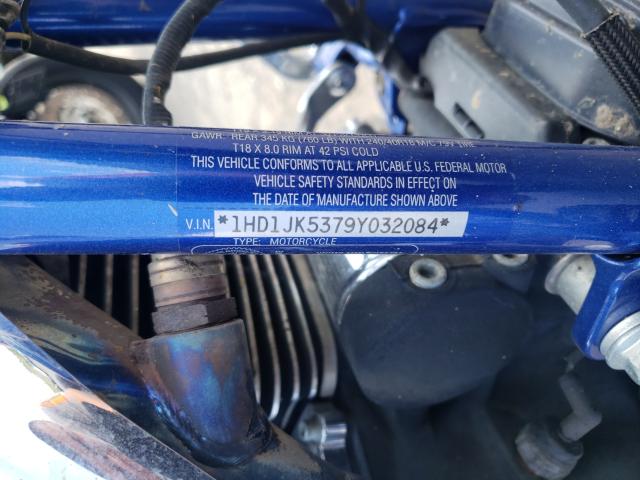 GAWR: REAR 345 KG (760 LB) WITH 240/40R18 M/C 79V TIRE
T18 X 8.0 RIM AT 42 PSI COLD
THIS VEHICLE CONFORMS TO ALL APPLICABLE U.S. FEDERAL MOTOR
VEHICLE SAFETY STANDARDS IN EFFECT ON
THE DATE OF MANUFACTURE SHOWN ABOVE
V.I.N. *1HD1JK5379Y032084*
TYPE: MOTORCYCLE